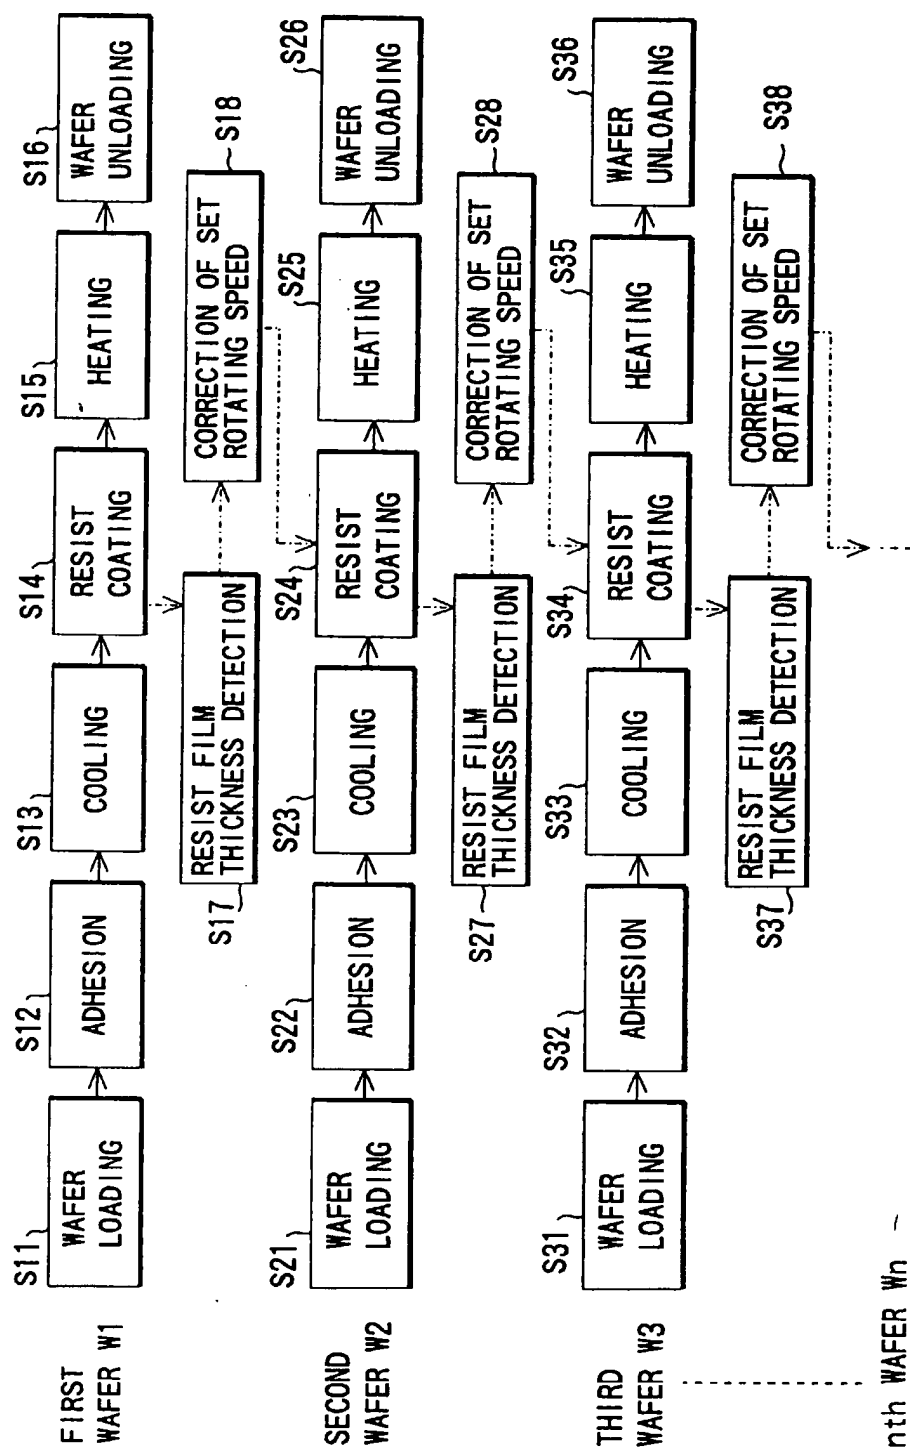 FIRST
WAFER W1
S11
WAFER
LOADING
S12
ADHESION
S13
COOLING
S14
RESIST
COATING
S15
HEATING
S16
WAFER
UNLOADING
S17
RESIST FILM
THICKNESS DETECTION
S18
CORRECTION OF SET
ROTATING SPEED
SECOND
WAFER W2
S21
WAFER
LOADING
S22
ADHESION
S23
COOLING
S24
RESIST
COATING
S25
HEATING
S26
WAFER
UNLOADING
S27
RESIST FILM
THICKNESS DETECTION
S28
CORRECTION OF SET
ROTATING SPEED
THIRD
WAFER W3
S31
WAFER
LOADING
S32
ADHESION
S33
COOLING
S34
RESIST
COATING
S35
HEATING
S36
WAFER
UNLOADING
S37
RESIST FILM
THICKNESS DETECTION
S38
CORRECTION OF SET
ROTATING SPEED
nth WAFER Wn